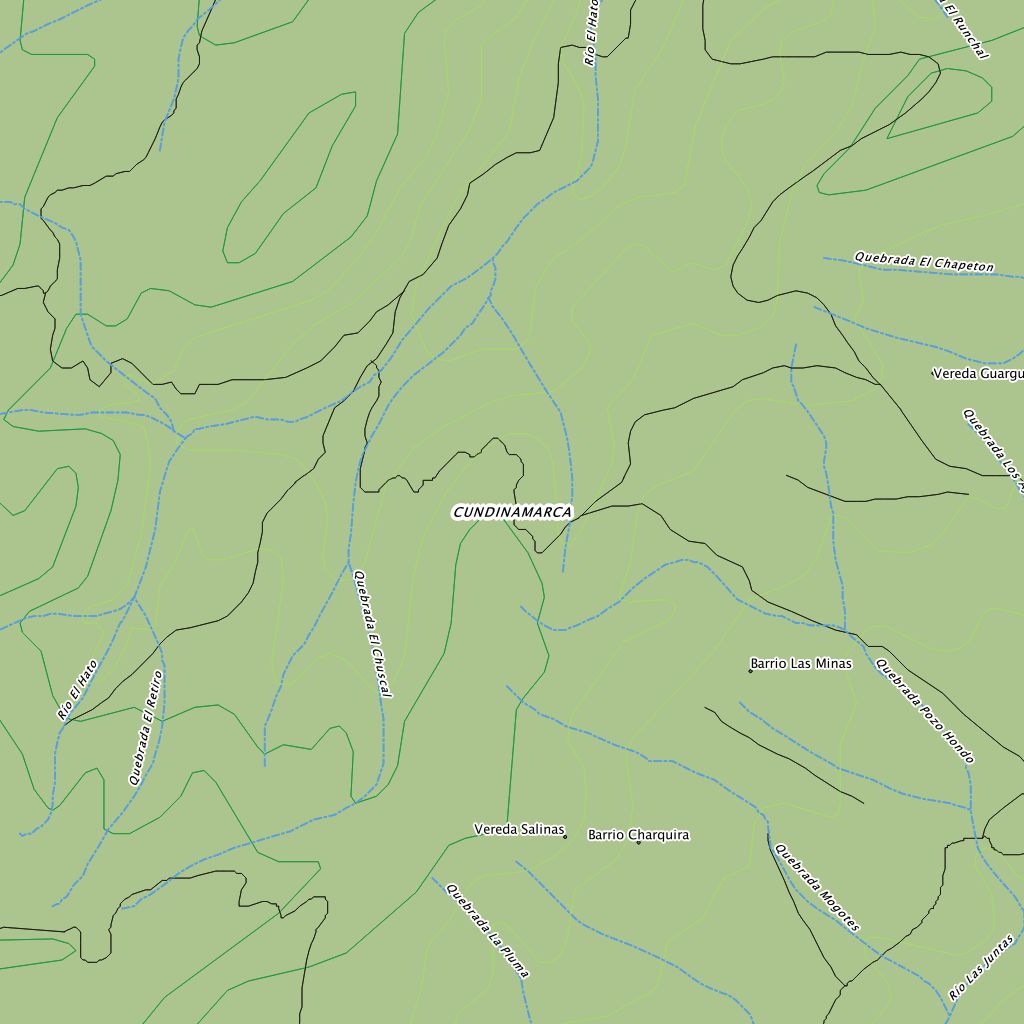 Río El Hato
a El Runchal
Quebrada El Chapeton
Vereda Guargu
Quebrada Los A
CUNDINAMARCA
Quebrada El Chuscal
Río El Hato
Quebrada El Retiro
Barrio Las Minas
Quebrada Pozo Hondo
Vereda Salinas
Barrio Charquira
Quebrada Mogotes
Quebrada La Pluma
Río Las Juntas